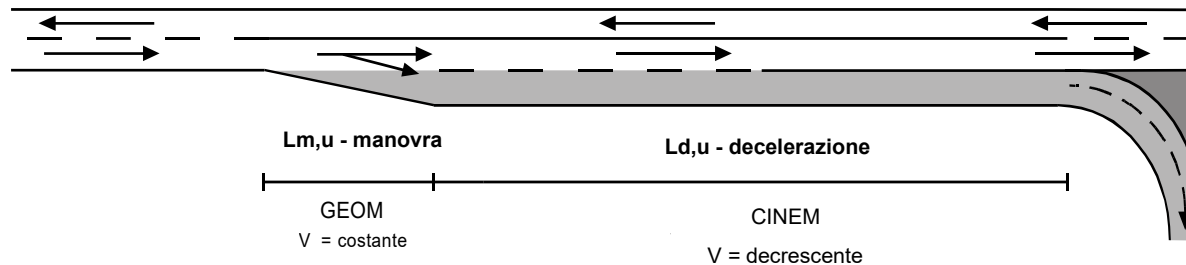 Lm,u - manovra
Ld,u - decelerazione
GEOM
V = costante
CINEM
V = decrescente